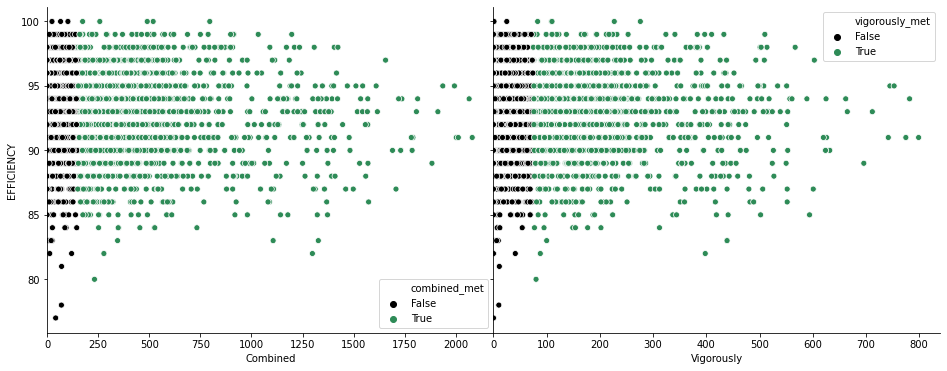 EFFICIENCY
100
95
90
85
80
0
250
500
750
1000
1250
1500
1750
2000
Combined
combined_met
False
True
0
100
200
300
400
500
600
700
800
Vigorously
vigorously_met
False
True